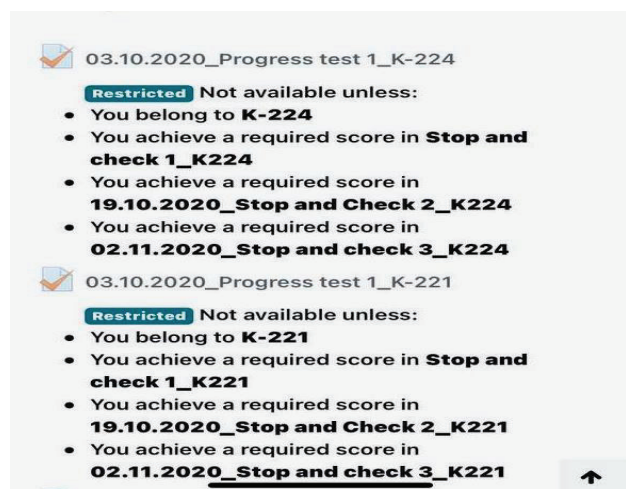 03.10.2020_Progress test 1_K-224
Restricted Not available unless:
• You belong to K-224
• You achieve a required score in Stop and
check 1_K224
• You achieve a required score in
19.10.2020_Stop and Check 2_K224
• You achieve a required score in
02.11.2020_Stop and check 3_K224
03.10.2020_Progress test 1_K-221
Restricted Not available unless:
• You belong to K-221
• You achieve a required score in Stop and
check 1_K221
• You achieve a required score in
19.10.2020_Stop and Check 2_K221
• You achieve a required score in
02.11.2020_Stop and check 3_K221